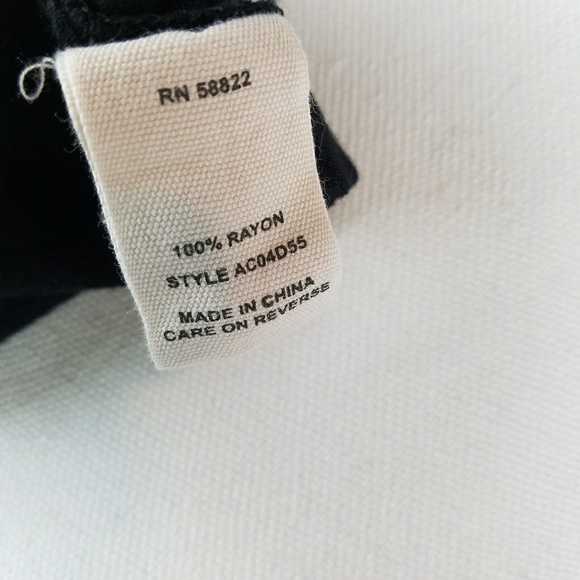 RN 58822
100% RAYON
STYLE AC04D55
MADE IN CHINA
CARE ON REVERSE